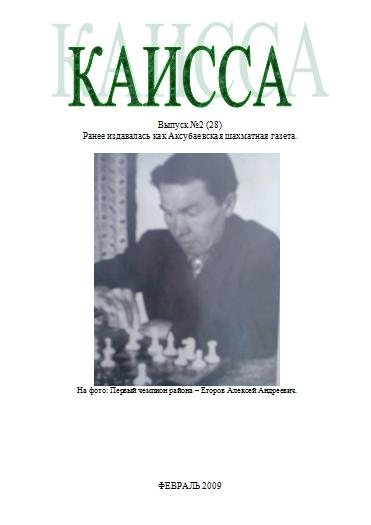 КАИССА
Выпуск №2 (28)
Ранее издавалась как Аксубаевская шахматная газета.
На фото: Первый чемпион района – Егоров Алексей Андреевич.
ФЕВРАЛЬ 2009